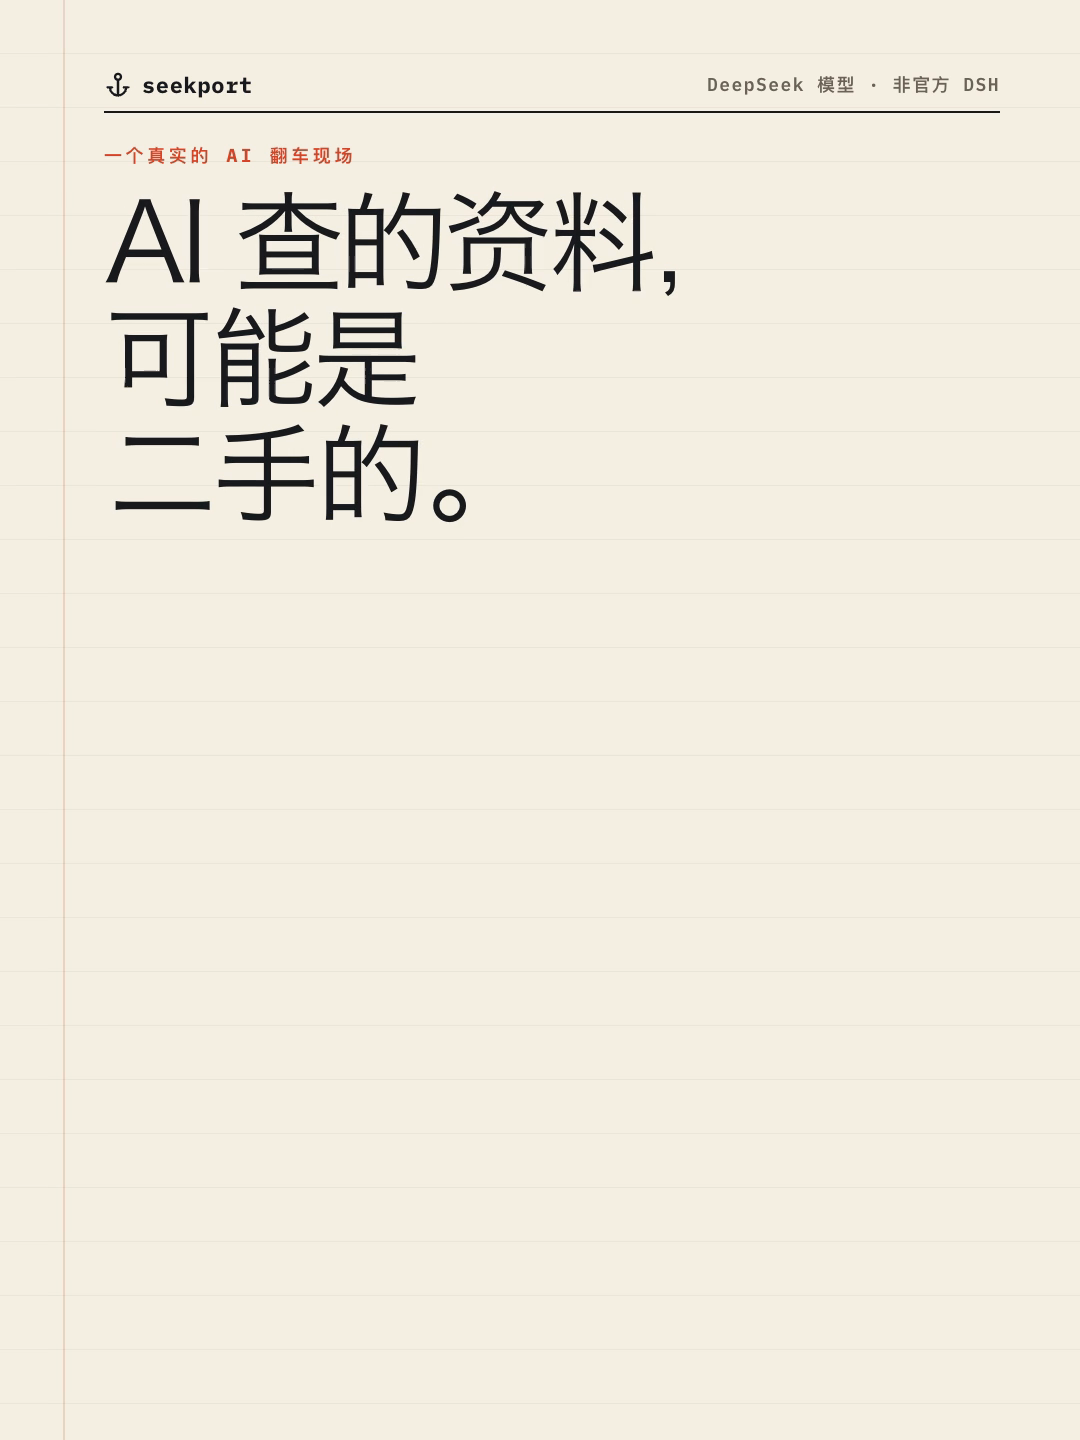 seekport
DeepSeek 模型 · 非官方 DSH
一个真实的 AI 翻车现场
AI 查的资料,
可能是
二手的。